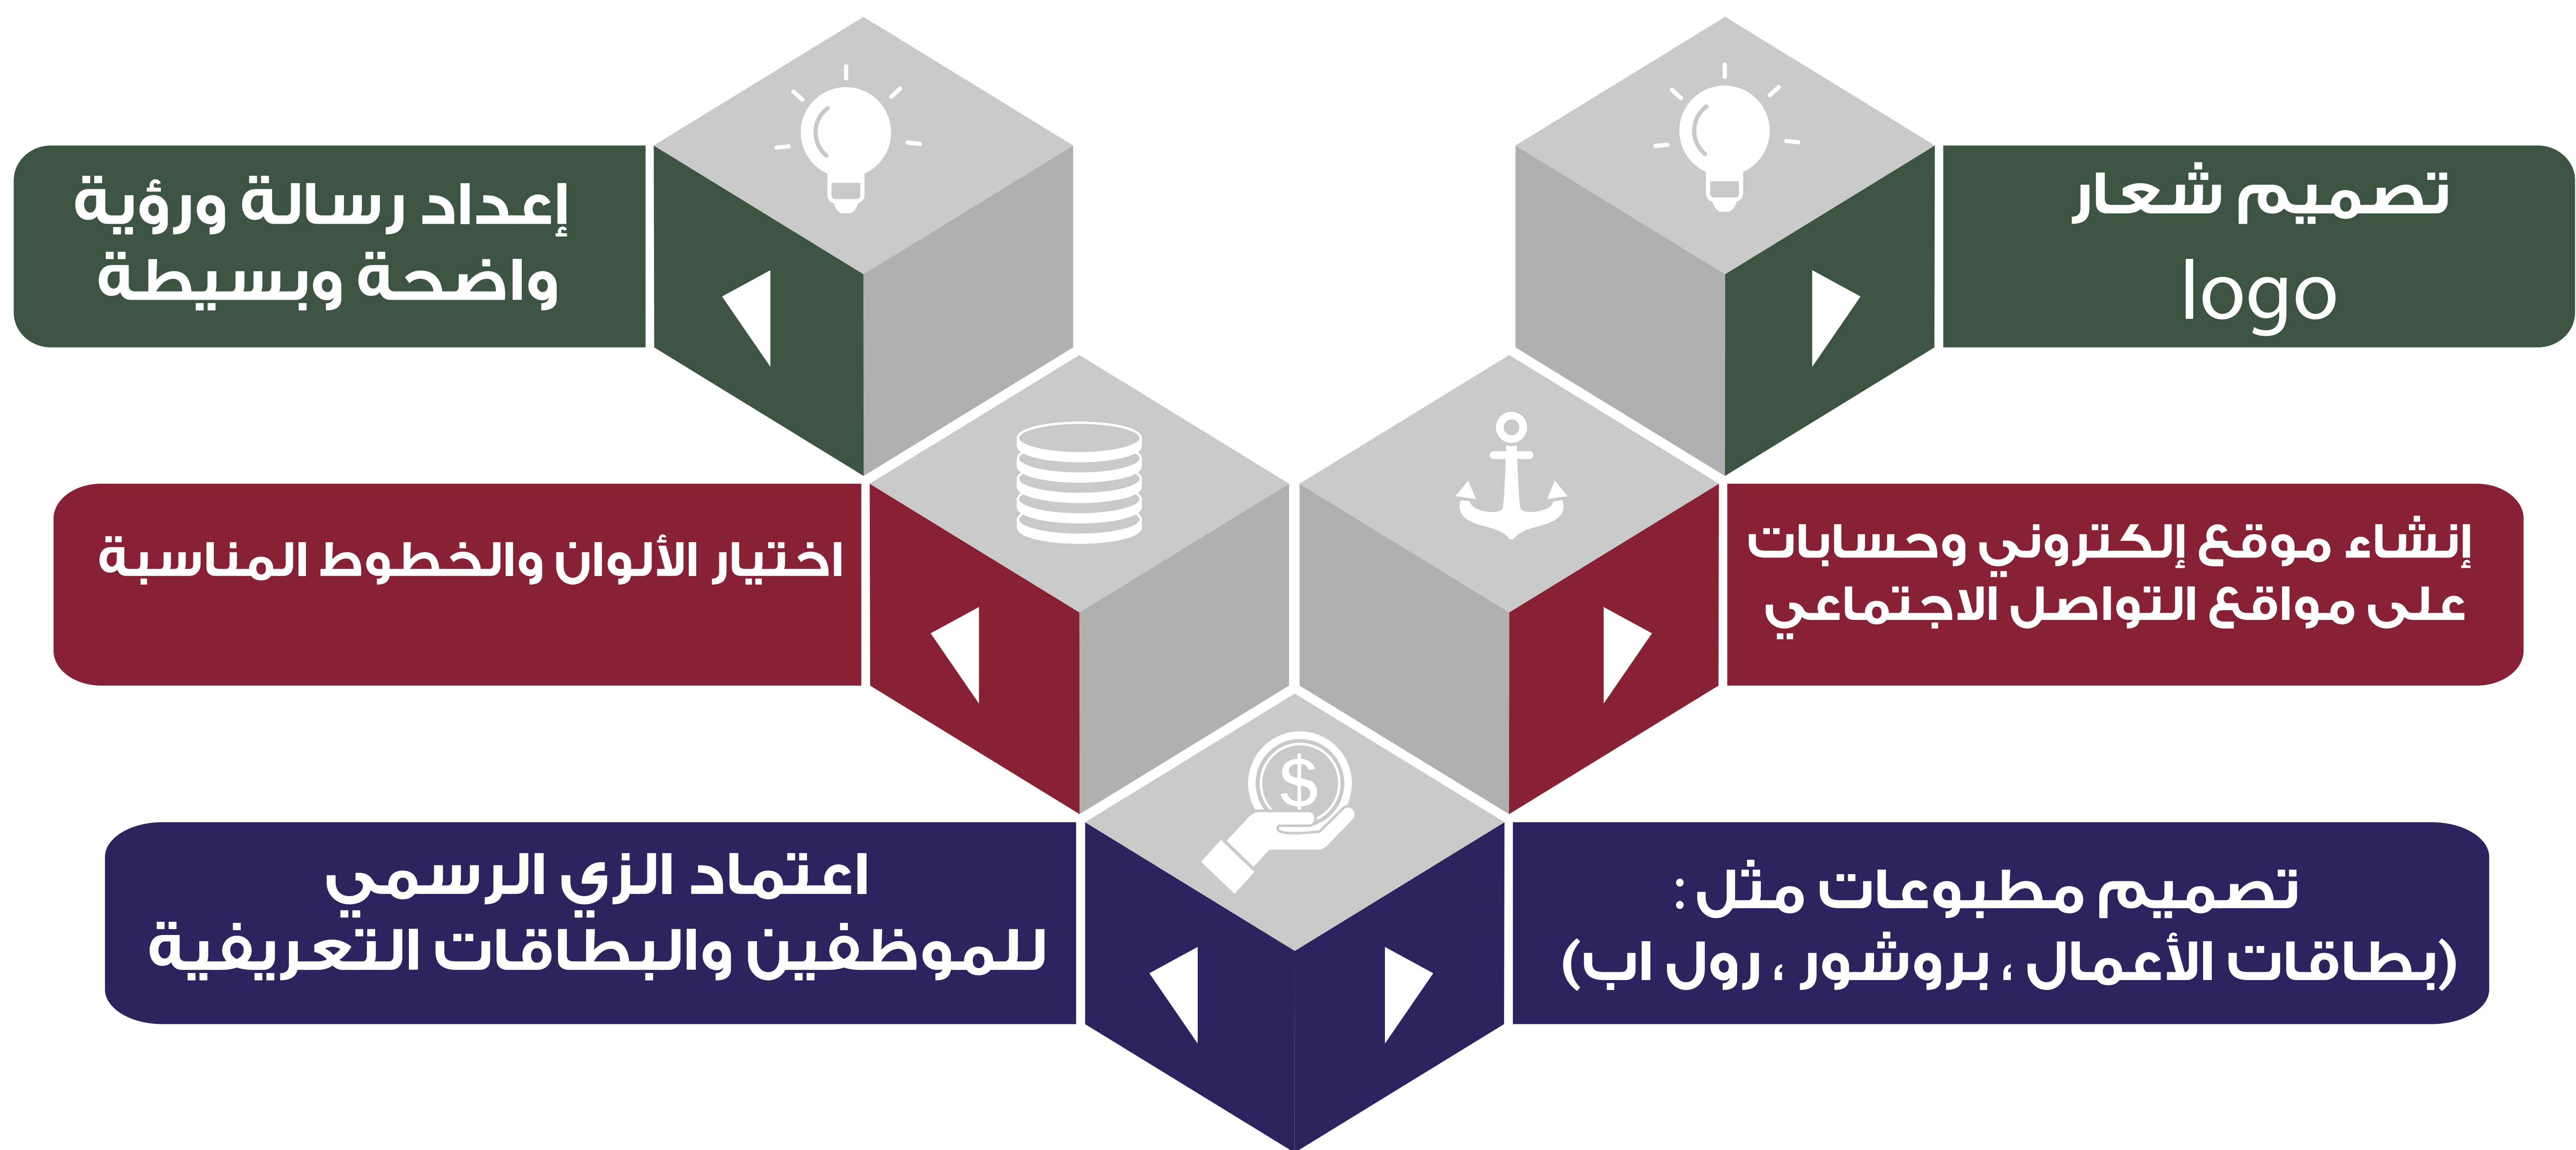 تصميم شعار
logo
إعداد رسالة ورؤية
واضحة وبسيطة
إنشاء موقع إلكتروني وحسابات
على مواقع التواصل الاجتماعي
اختيار الألوان والخطوط المناسبة
تصميم مطبوعات مثل :
(بطاقات الأعمال ، بروشور ، رول اب)
اعتماد الزي الرسمي
للموظفين والبطاقات التعريفية
$